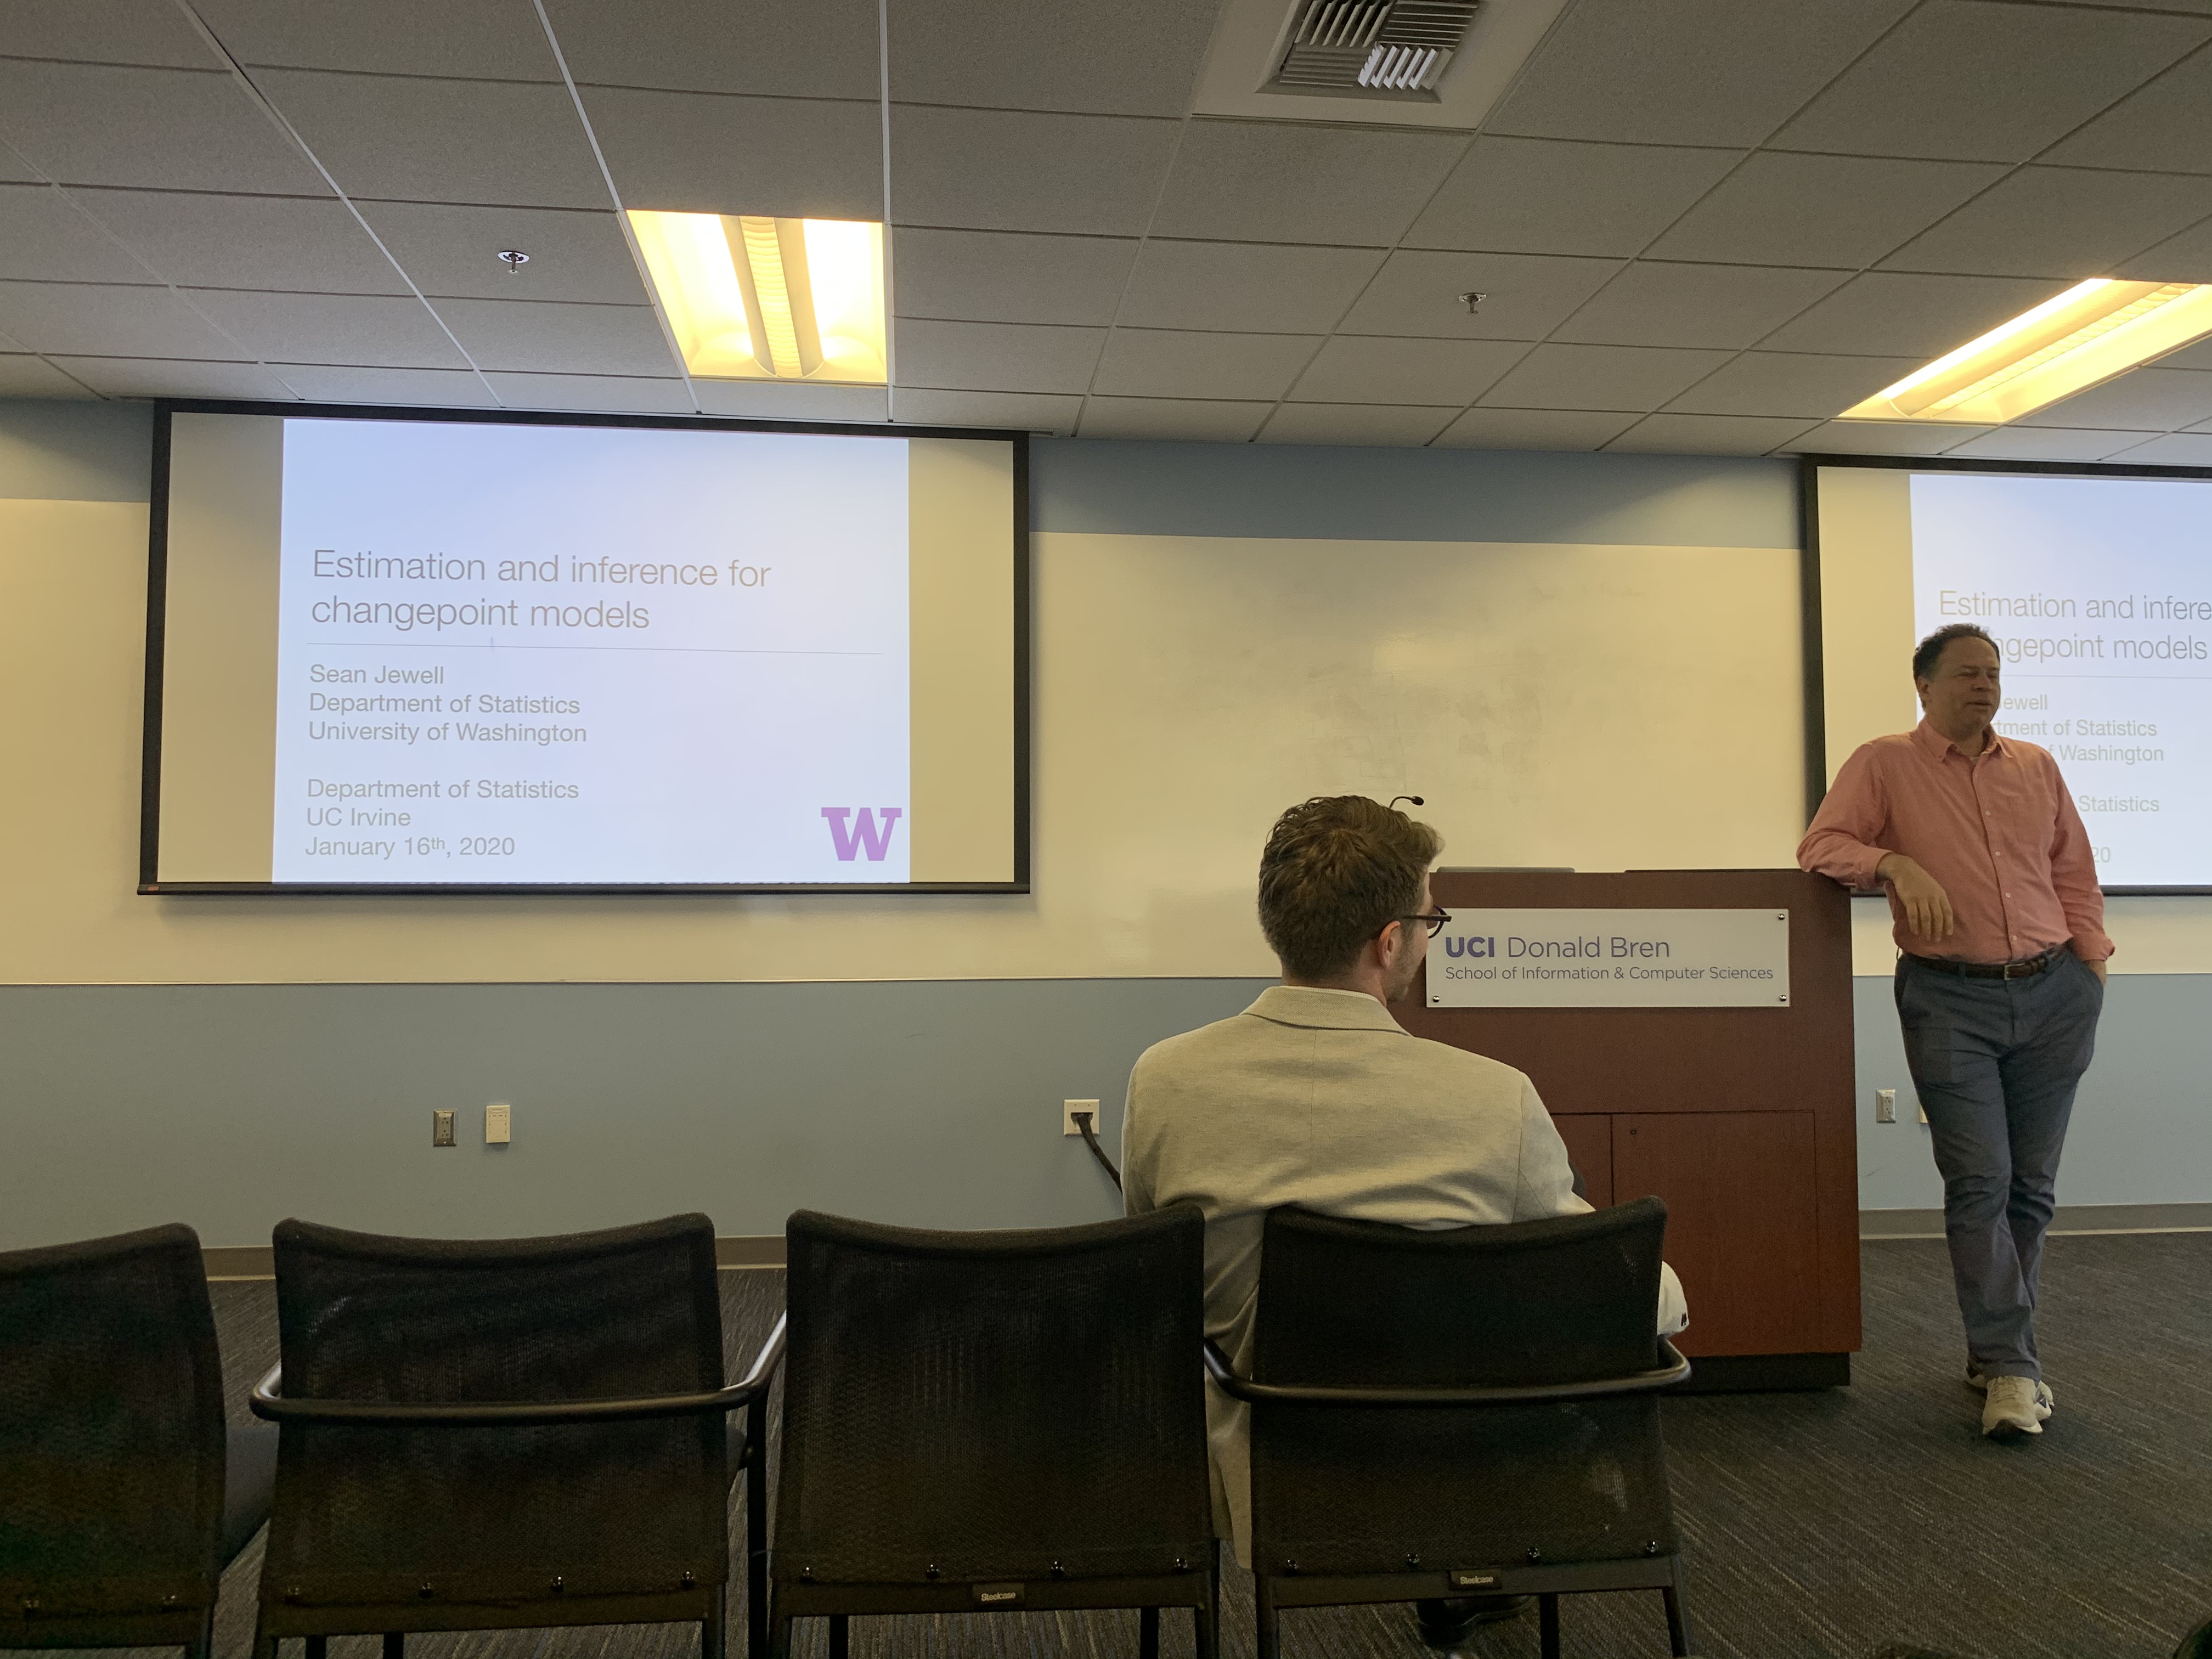 Estimation and inference for
changepoint models
Sean Jewell
Department of Statistics
University of Washington
Department of Statistics
UC Irvine
January 16th, 2020
W
Estimation and infere
ngepoint models
ewell
tment of Statistics
f Washington
Statistics
20
UCI Donald Bren
School of Information & Computer Sciences
Steelcase
Steelcase